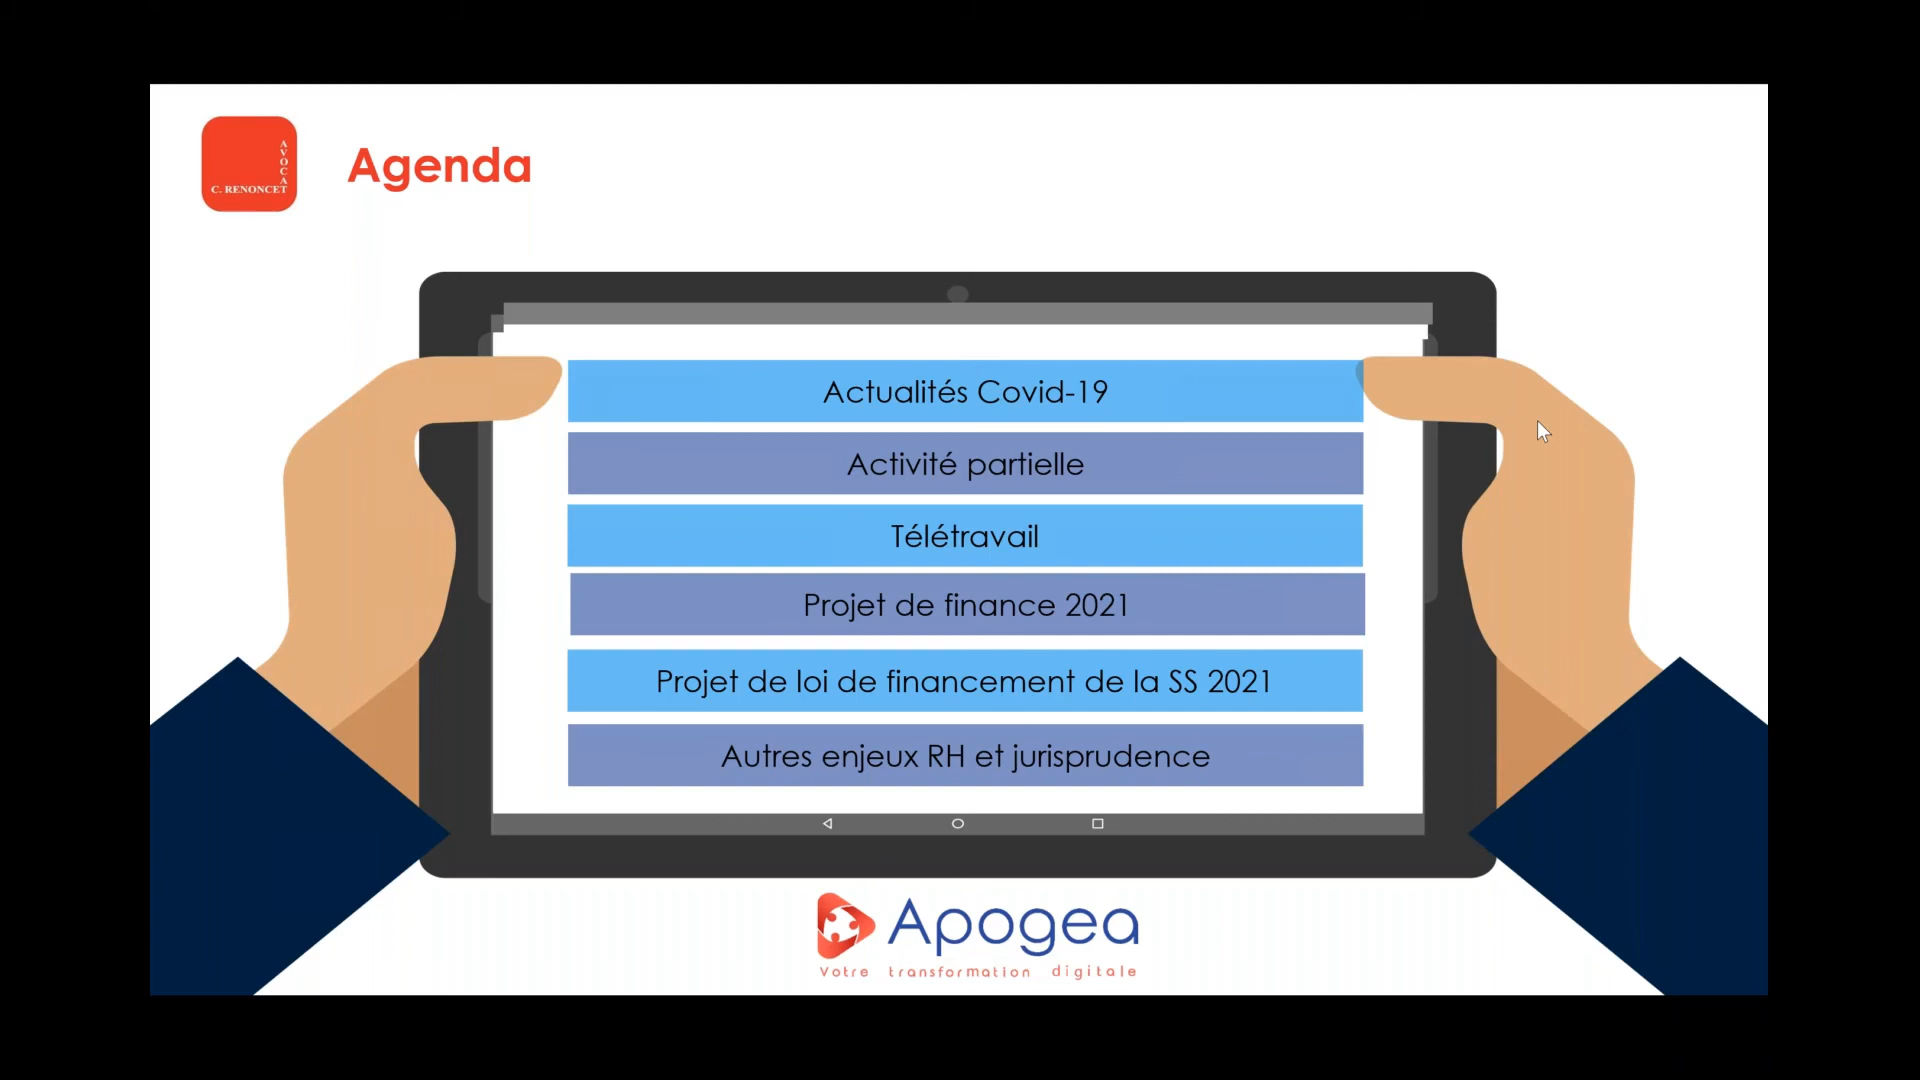 AVOCAT
C. RENONCET
Agenda
Actualités Covid-19
Activité partielle
Télétravail
Projet de finance 2021
Projet de loi de financement de la SS 2021
Autres enjeux RH et jurisprudence
Apogea
Votre transformation digitale